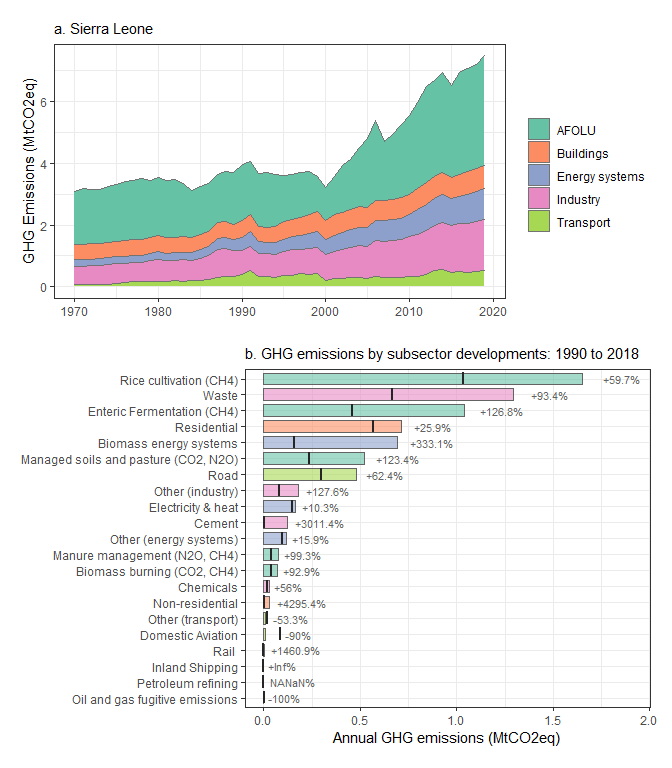 a. Sierra Leone
GHG Emissions (MtCO2eq)
6
4
2
0
1970
1980
1990
2000
2010
2020
AFOLU
Buildings
Energy systems
Industry
Transport
b. GHG emissions by subsector developments: 1990 to 2018
Rice cultivation (CH4) +59.7%
Waste +93.4%
Enteric Fermentation (CH4) +126.8%
Residential +25.9%
Biomass energy systems +333.1%
Managed soils and pasture (CO2, N2O) +123.4%
Road +62.4%
Other (industry) +127.6%
Electricity & heat +10.3%
Cement +3011.4%
Other (energy systems) +15.9%
Manure management (N2O, CH4) +99.3%
Biomass burning (CO2, CH4) +92.9%
Chemicals +56%
Non-residential +4295.4%
Other (transport) -53.3%
Domestic Aviation -90%
Rail +1460.9%
Inland Shipping +Inf%
Petroleum refining NANaN%
Oil and gas fugitive emissions -100%
0.0
0.5
1.0
1.5
2.0
Annual GHG emissions (MtCO2eq)